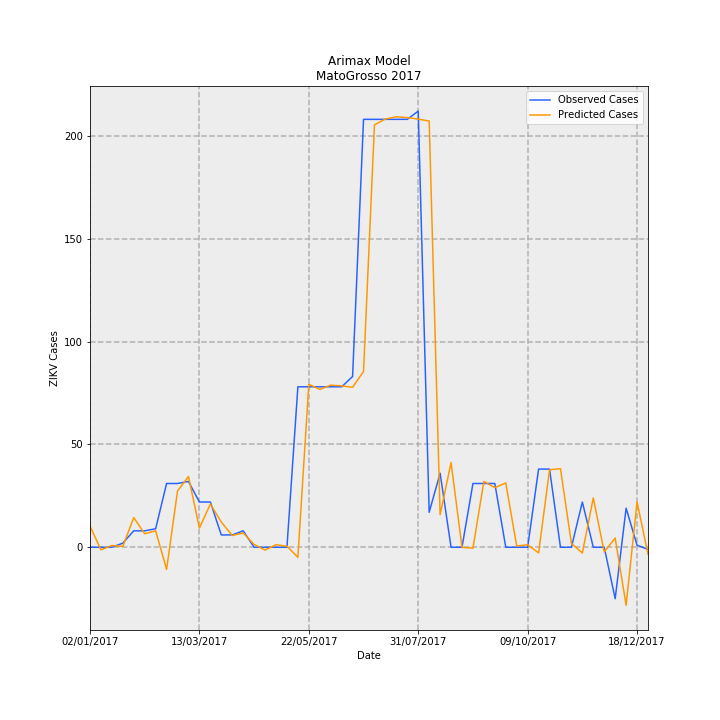 Arimax Model
MatoGrosso 2017
Observed Cases
Predicted Cases
200
150
100
50
0
ZIKV Cases
02/01/2017 13/03/2017 22/05/2017 31/07/2017 09/10/2017 18/12/2017
Date